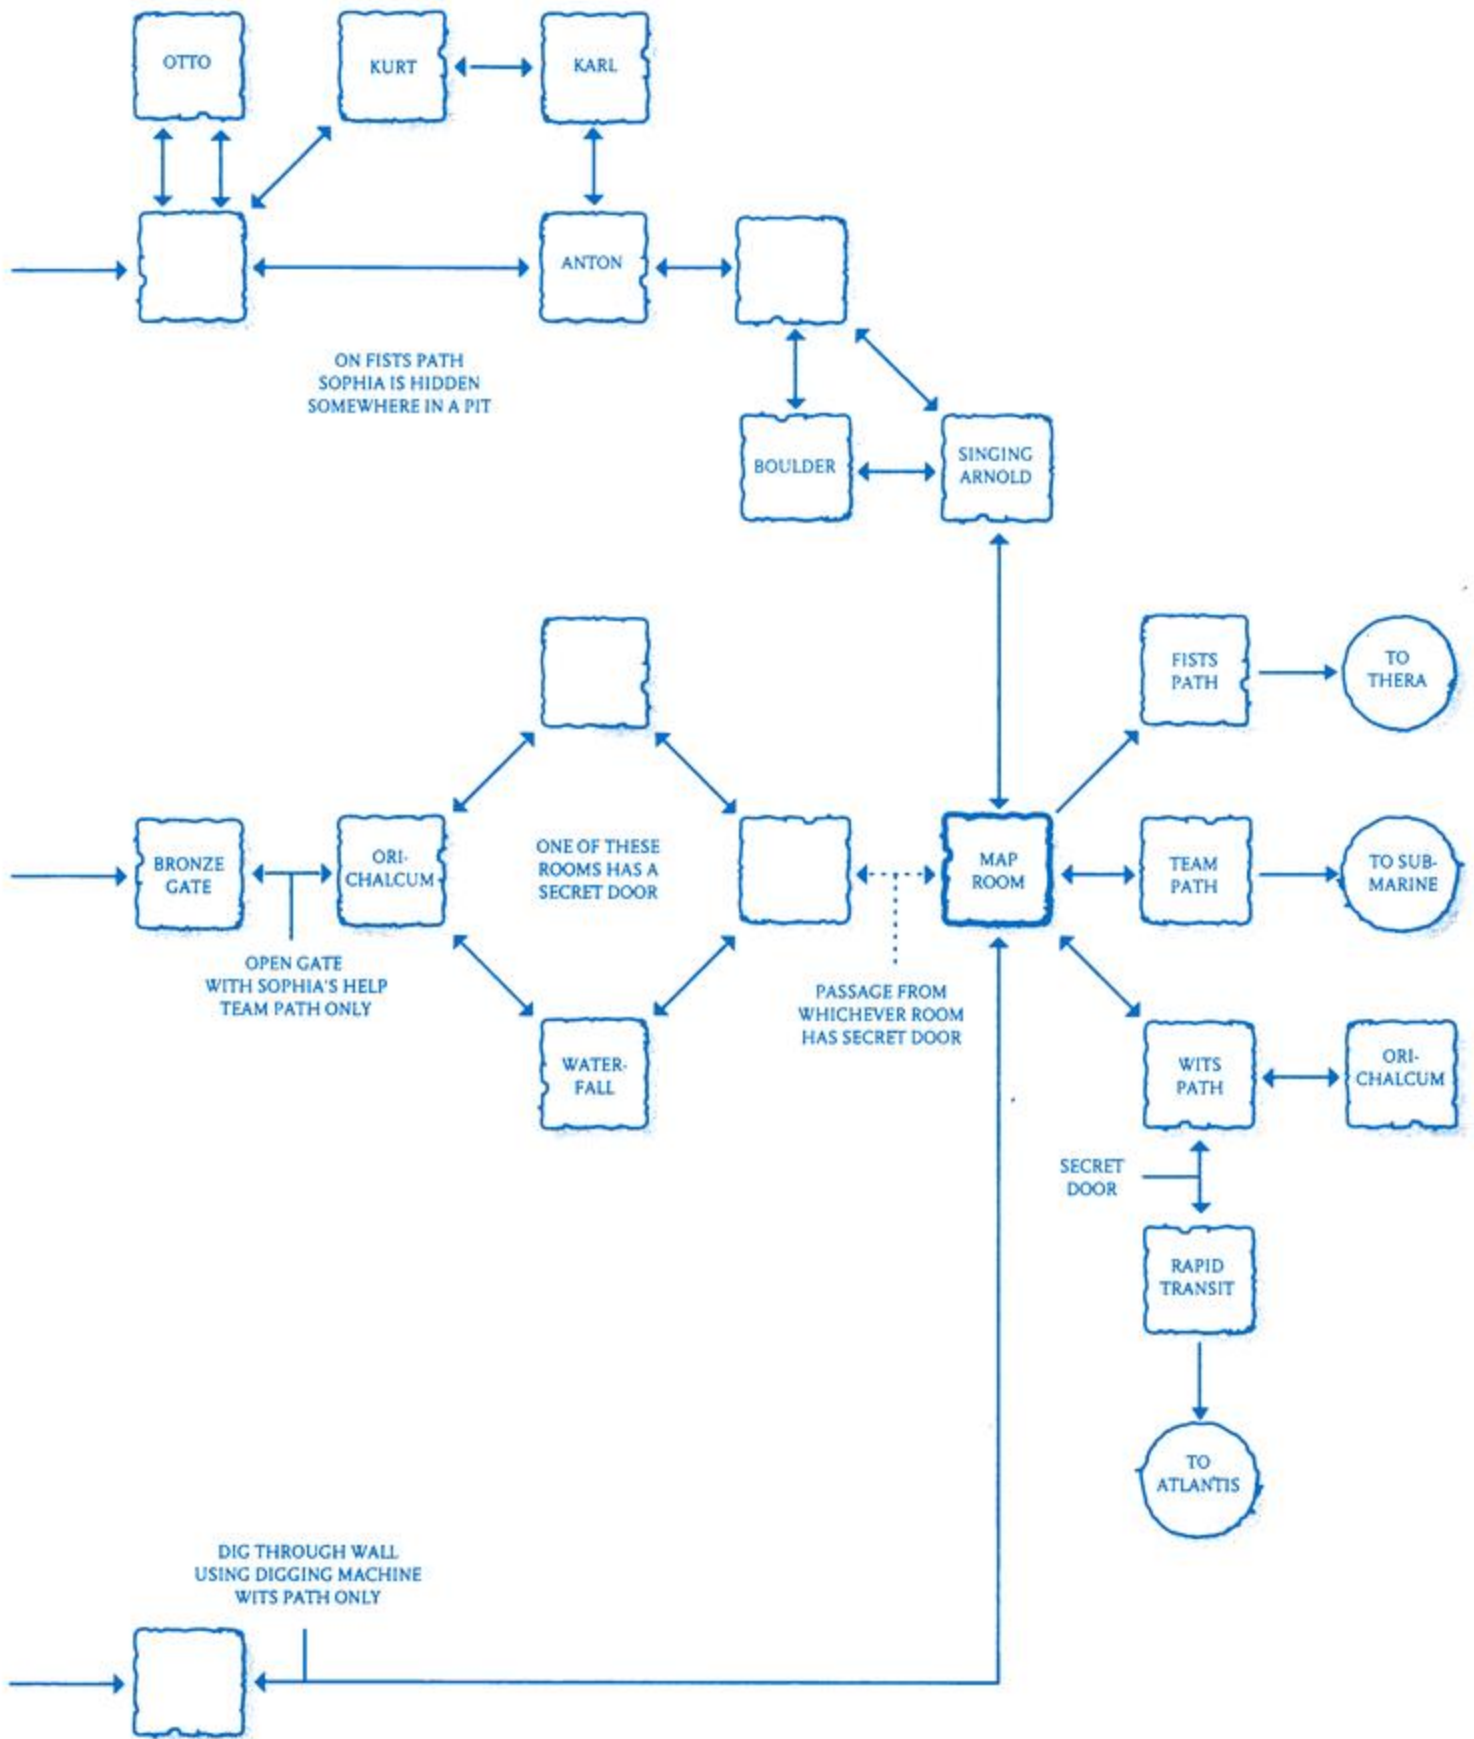 OTTO
KURT
KARL
ANTON
ON FISTS PATH
SOPHIA IS HIDDEN
SOMEWHERE IN A PIT
BOULDER
SINGING
ARNOLD
FISTS
PATH
TO
THERA
BRONZE
GATE
ORI-
CHALCUM
ONE OF THESE
ROOMS HAS A
SECRET DOOR
MAP
ROOM
TEAM
PATH
TO SUB-
MARINE
OPEN GATE
WITH SOPHIA'S HELP
TEAM PATH ONLY
PASSAGE FROM
WHICHEVER ROOM
HAS SECRET DOOR
WATER-
FALL
WITS
PATH
ORI-
CHALCUM
SECRET
DOOR
RAPID
TRANSIT
TO
ATLANTIS
DIG THROUGH WALL
USING DIGGING MACHINE
WITS PATH ONLY